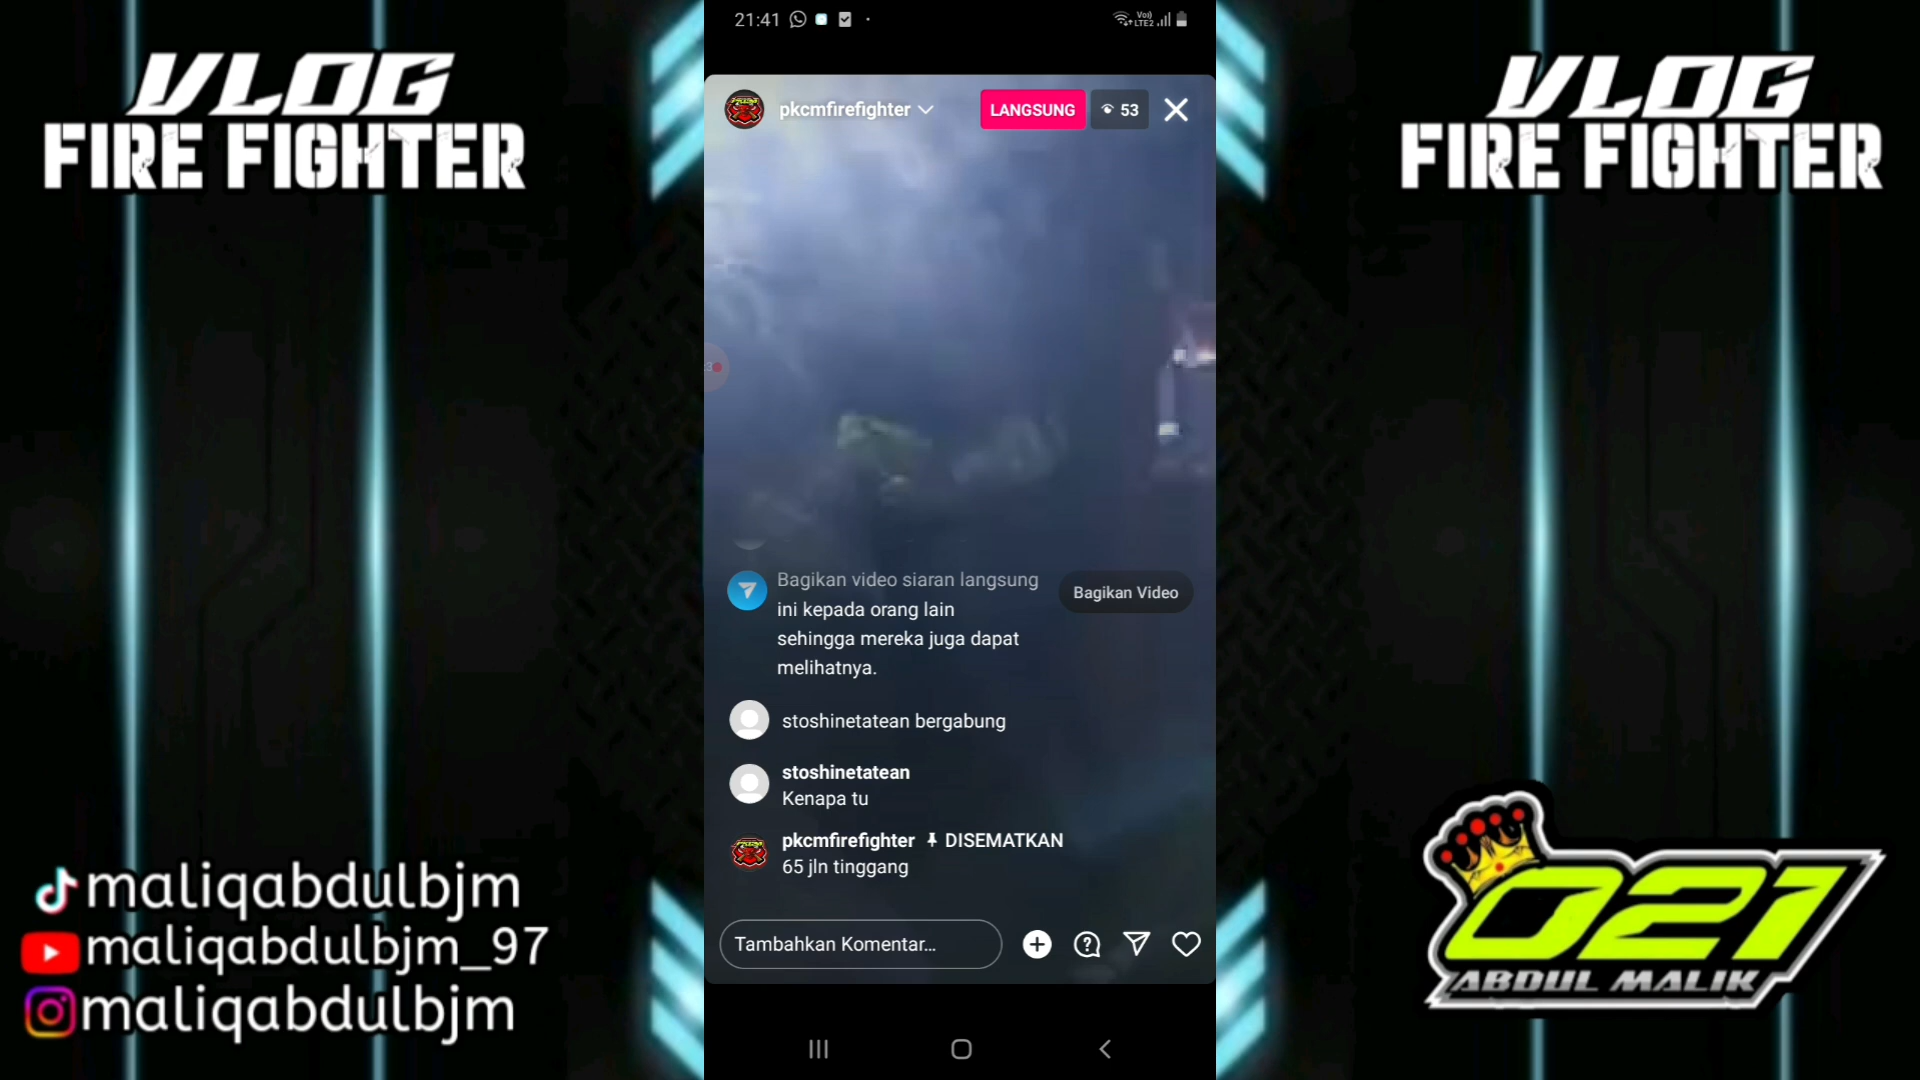 VLOG
FIRE FIGHTER
21:41
LTE2
pkcmfirefighter
LANGSUNG
53
VLOG
FIRE FIGHTER
Bagikan video siaran langsung
ini kepada orang lain
sehingga mereka juga dapat
melihatnya.
Bagikan Video
stoshinetatean bergabung
stoshinetatean
Kenapa tu
pkcmfirefighter DISEMATKAN
65 jln tinggang
Tambahkan Komentar...
maliqabdulbjm
maliqabdulbjm_97
maliqabdulbjm
021
ABDUL MALIK